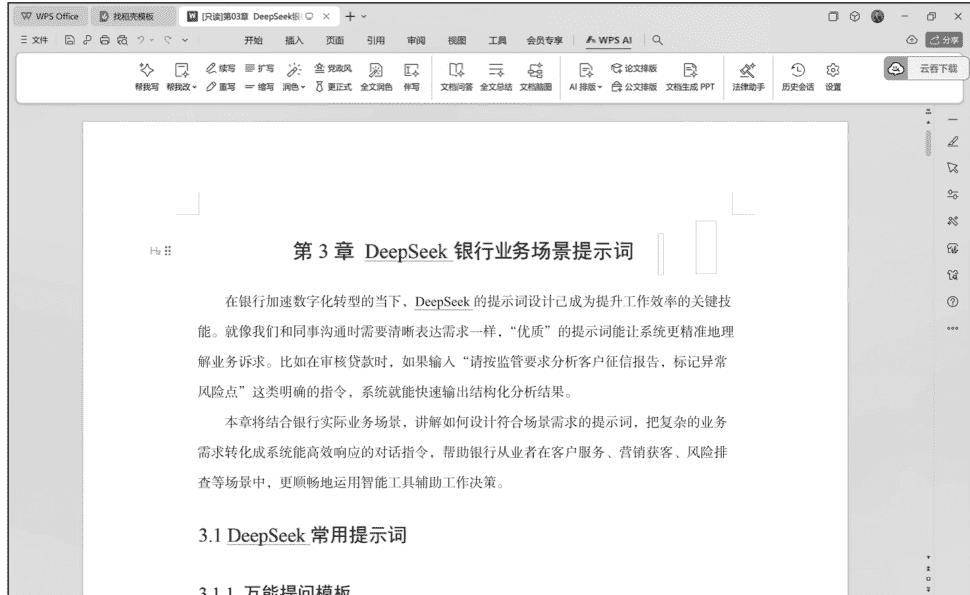 WPS Office 找稻壳模板 [只读]第03章 DeepSeek银
文件 开始 插入 页面 引用 审阅 视图 工具 会员专享 WPS AI 分享
帮我写 帮我改 续写 扩写 润色 党政风 全文润色 伴写 文档问答 全文总结 文档脑图 AI 排版 论文排版 文档生成 PPT 法律助手 历史会话 设置 云吞下载
重写 缩写 更正式 公文排版
H₂
第 3 章 DeepSeek 银行业务场景提示词
在银行加速数字化转型的当下，DeepSeek 的提示词设计已成为提升工作效率的关键技
能。就像我们和同事沟通时需要清晰表达需求一样，“优质”的提示词能让系统更精准地理
解业务诉求。比如在审核贷款时，如果输入“请按监管要求分析客户征信报告，标记异常
风险点”这类明确的指令，系统就能快速输出结构化分析结果。
本章将结合银行实际业务场景，讲解如何设计符合场景需求的提示词，把复杂的业务
需求转化成系统能高效响应的对话指令，帮助银行从业者在客户服务、营销获客、风险排
查等场景中，更顺畅地运用智能工具辅助工作决策。
3.1 DeepSeek 常用提示词
3.1.1 万能提问模板